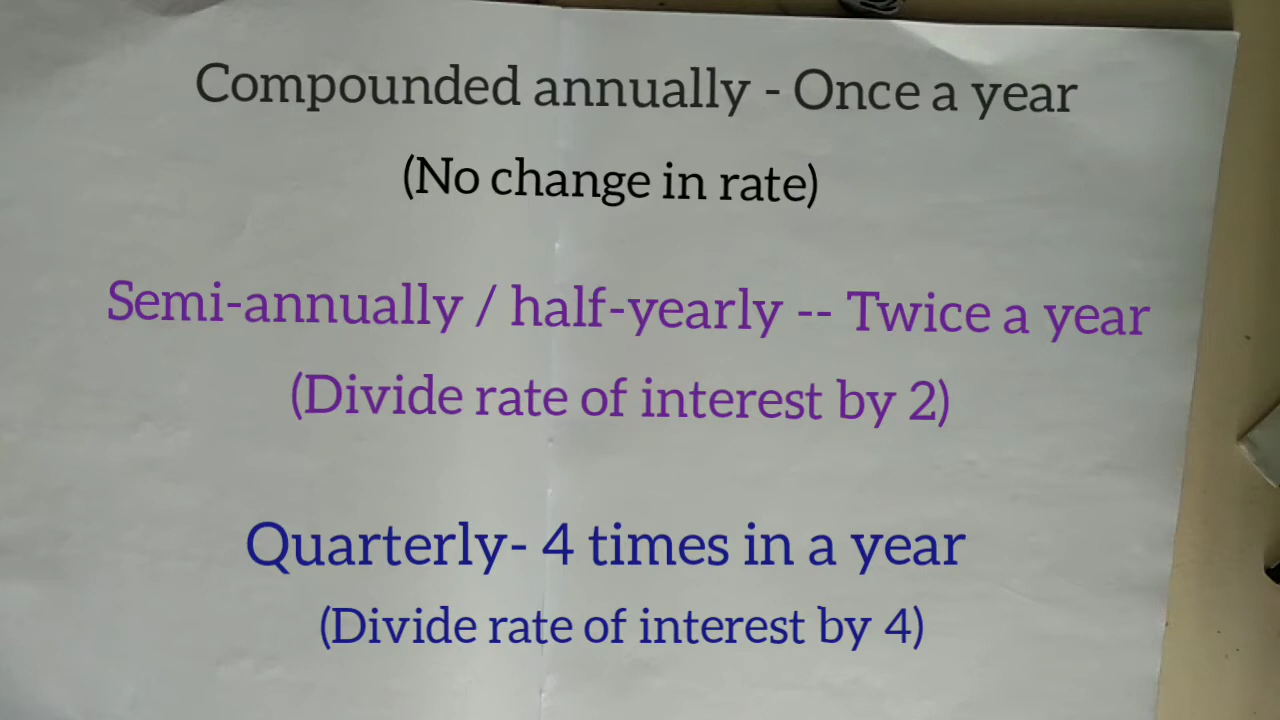 Compounded annually - Once a year
(No change in rate)
Semi-annually / half-yearly -- Twice a year
(Divide rate of interest by 2)
Quarterly- 4 times in a year
(Divide rate of interest by 4)